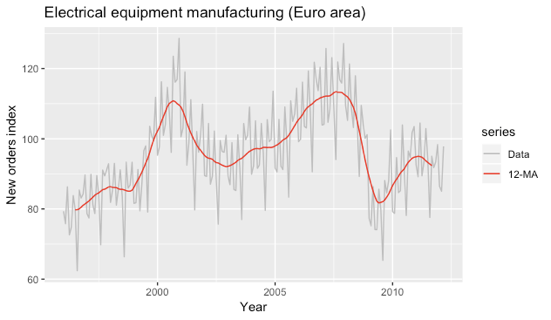 Electrical equipment manufacturing (Euro area)
120
100
80
60
New orders index
2000
2005
2010
Year
series
Data
12-MA